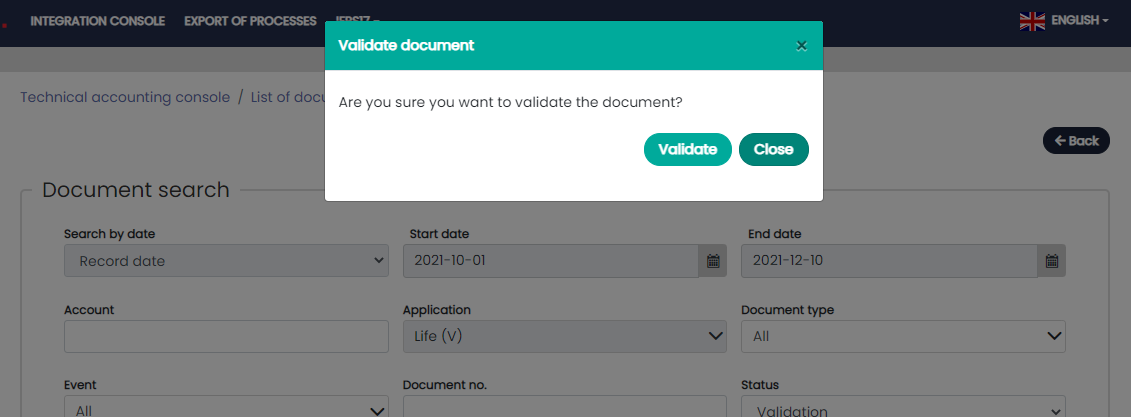 INTEGRATION CONSOLE EXPORT OF PROCESSES IFRS17 ENGLISH
Validate document ×
Are you sure you want to validate the document?
Validate Close
Technical accounting console / List of docu
Back
Document search
Search by date Start date End date
Record date 2021-10-01 2021-12-10
Account Application Document type
Life (V) All
Event Document no. Status
All Validation